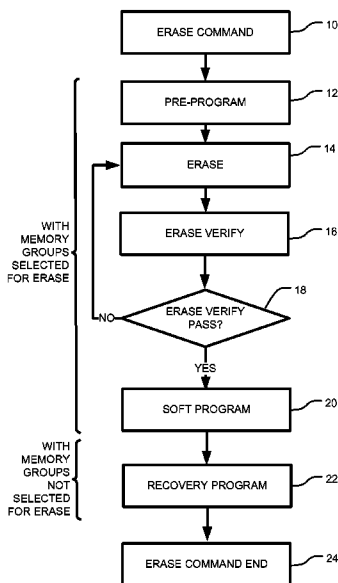 ERASE COMMAND
10
PRE-PROGRAM
12
ERASE
14
WITH
MEMORY
GROUPS
SELECTED
FOR ERASE
ERASE VERIFY
16
ERASE VERIFY
PASS?
18
NO
YES
SOFT PROGRAM
20
WITH
MEMORY
GROUPS
NOT
SELECTED
FOR ERASE
RECOVERY PROGRAM
22
ERASE COMMAND END
24